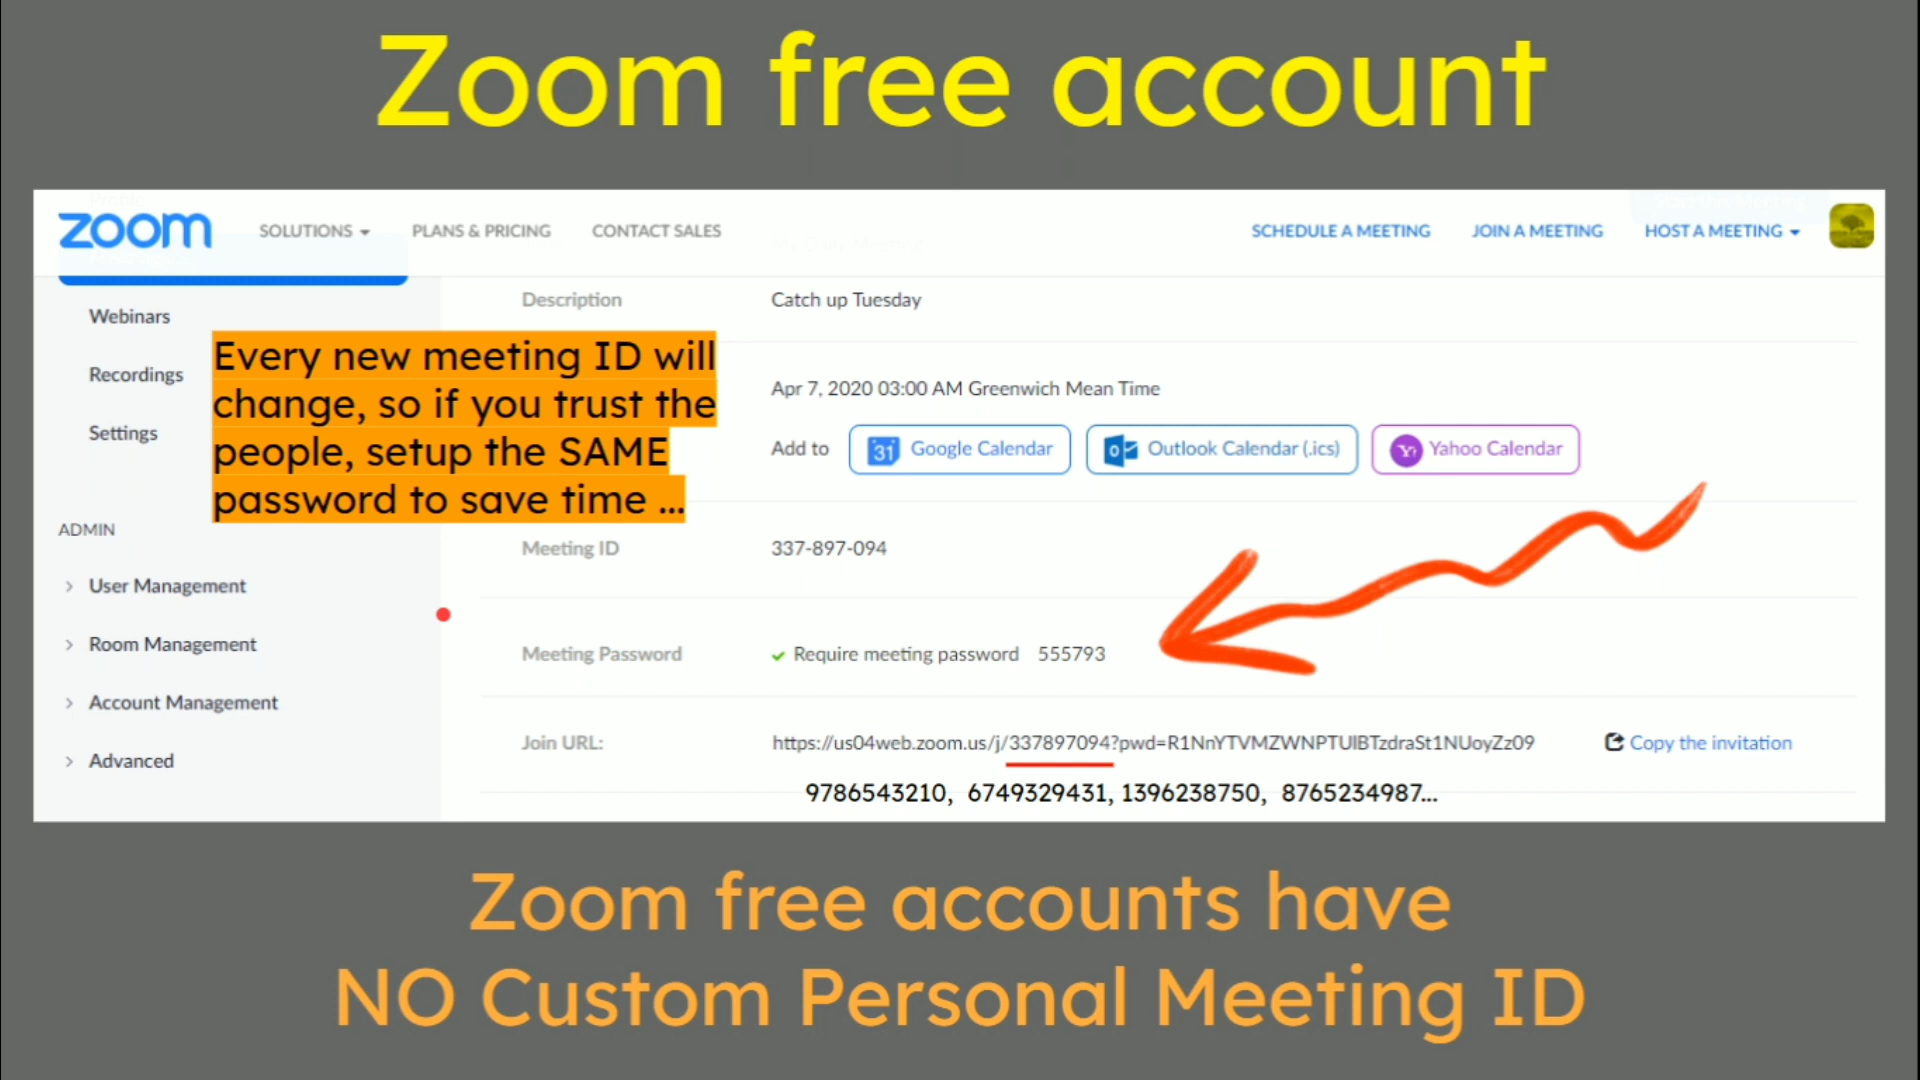 Zoom free account
zoom SOLUTIONS PLANS & PRICING CONTACT SALES SCHEDULE A MEETING JOIN A MEETING HOST A MEETING
Description Catch up Tuesday
Webinars
Recordings
Settings
Every new meeting ID will
change, so if you trust the
people, setup the SAME
password to save time ...
Apr 7, 2020 03:00 AM Greenwich Mean Time
Add to 31 Google Calendar Outlook Calendar (.ics) Yahoo Calendar
ADMIN
Meeting ID 337-897-094
User Management
Room Management
Meeting Password Require meeting password 555793
Account Management
Join URL: https://us04web.zoom.us/j/337897094?pwd=R1NnYTVMZWNPTUlBTzdraSt1NUoyZz09 Copy the invitation
Advanced
9786543210, 6749329431, 1396238750, 8765234987...
Zoom free accounts have
NO Custom Personal Meeting ID